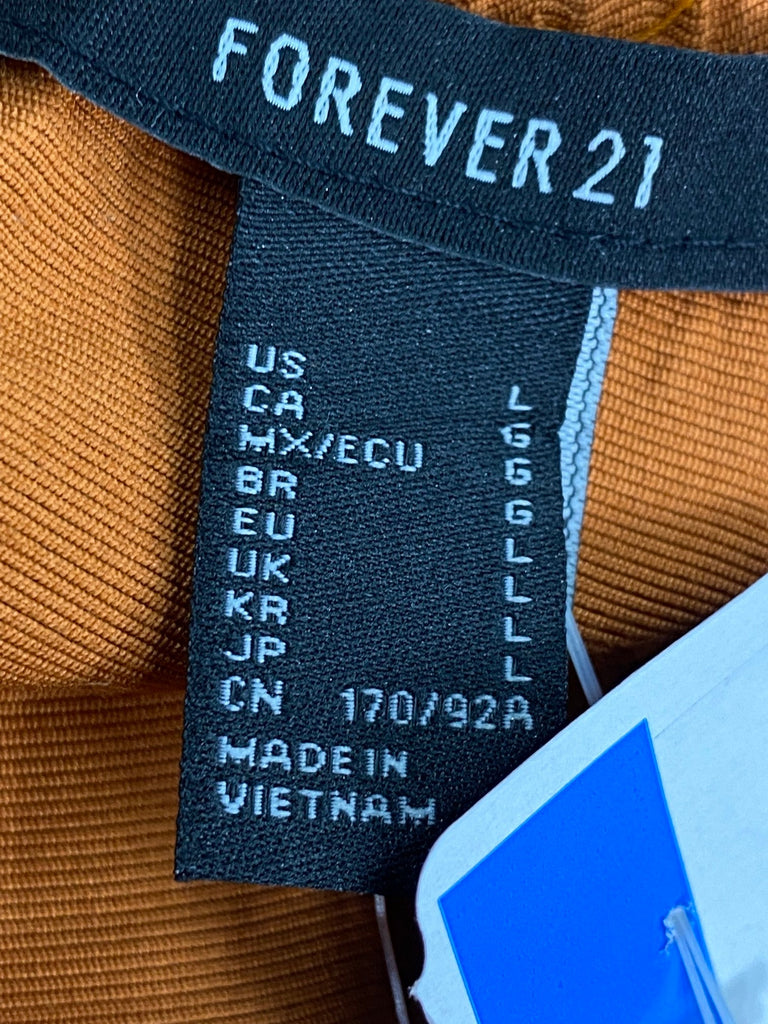 FOREVER 21
US L
CA G
MX/ECU G
BR G
EU L
UK L
KR L
JP L
CN 170/92A
MADE IN
VIETNAM